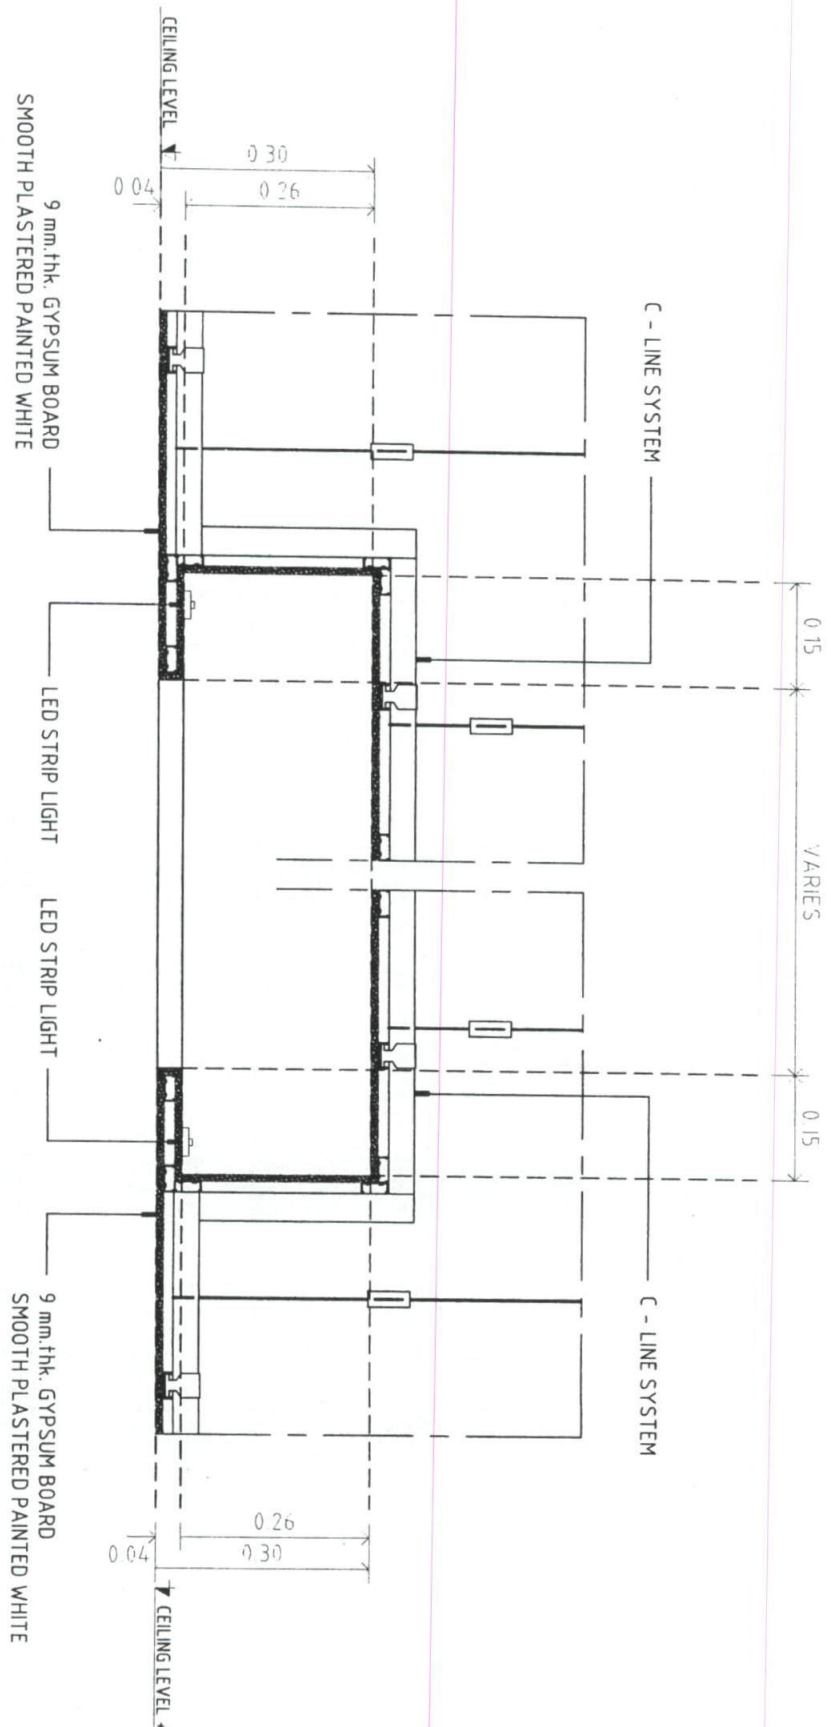 0.15
VARIES
0.15
C - LINE SYSTEM
C - LINE SYSTEM
0.30
0.26
0.04
CEILING LEVEL
0.26
0.30
0.04
CEILING LEVEL
9 mm.thk. GYPSUM BOARD
SMOOTH PLASTERED PAINTED WHITE
LED STRIP LIGHT
LED STRIP LIGHT
9 mm.thk. GYPSUM BOARD
SMOOTH PLASTERED PAINTED WHITE